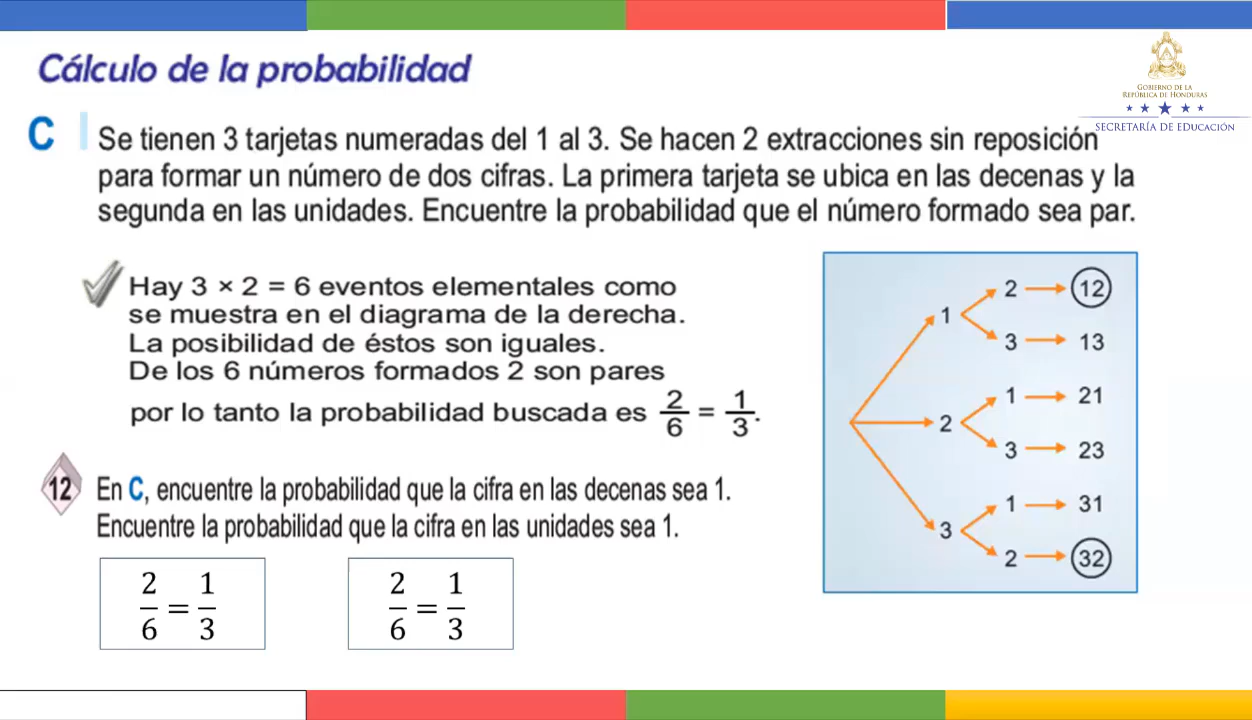 Cálculo de la probabilidad
GOBIERNO DE LA
REPÚBLICA DE HONDURAS
SECRETARÍA DE EDUCACIÓN
C Se tienen 3 tarjetas numeradas del 1 al 3. Se hacen 2 extracciones sin reposición
para formar un número de dos cifras. La primera tarjeta se ubica en las decenas y la
segunda en las unidades. Encuentre la probabilidad que el número formado sea par.
Hay 3 × 2 = 6 eventos elementales como
se muestra en el diagrama de la derecha.
La posibilidad de éstos son iguales.
De los 6 números formados 2 son pares
por lo tanto la probabilidad buscada es 2/6 = 1/3.
1
2 12
3 13
2
1 21
3 23
3
1 31
2 32
12 En C, encuentre la probabilidad que la cifra en las decenas sea 1.
Encuentre la probabilidad que la cifra en las unidades sea 1.
2/6 = 1/3
2/6 = 1/3